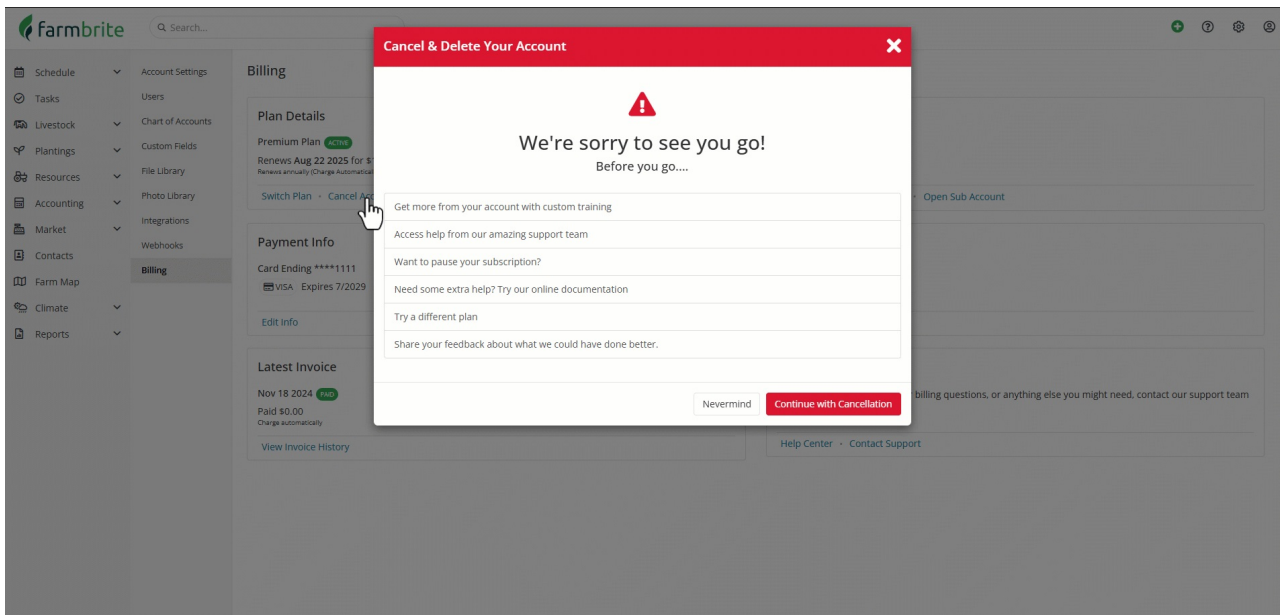 farmbrite
Search...
Schedule
Tasks
Livestock
Plantings
Resources
Accounting
Market
Contacts
Farm Map
Climate
Reports
Account Settings
Users
Chart of Accounts
Custom Fields
File Library
Photo Library
Integrations
Webhooks
Billing
Billing
Plan Details
Premium Plan ACTIVE
Renews Aug 22 2025 for
Renews annually (Charge
Switch Plan · Cancel
Payment Info
Card Ending ****1111
VISA Expires 7/2029
Edit Info
Latest Invoice
Nov 18 2024 PAID
Paid $0.00
Charge automatically
View Invoice History
Cancel & Delete Your Account
We're sorry to see you go!
Before you go....
Get more from your account with custom training
Access help from our amazing support team
Want to pause your subscription?
Need some extra help? Try our online documentation
Try a different plan
Share your feedback about what we could have done better.
Nevermind
Continue with Cancellation
· Open Sub Account
billing questions, or anything else you might need, contact our support team
Help Center · Contact Support